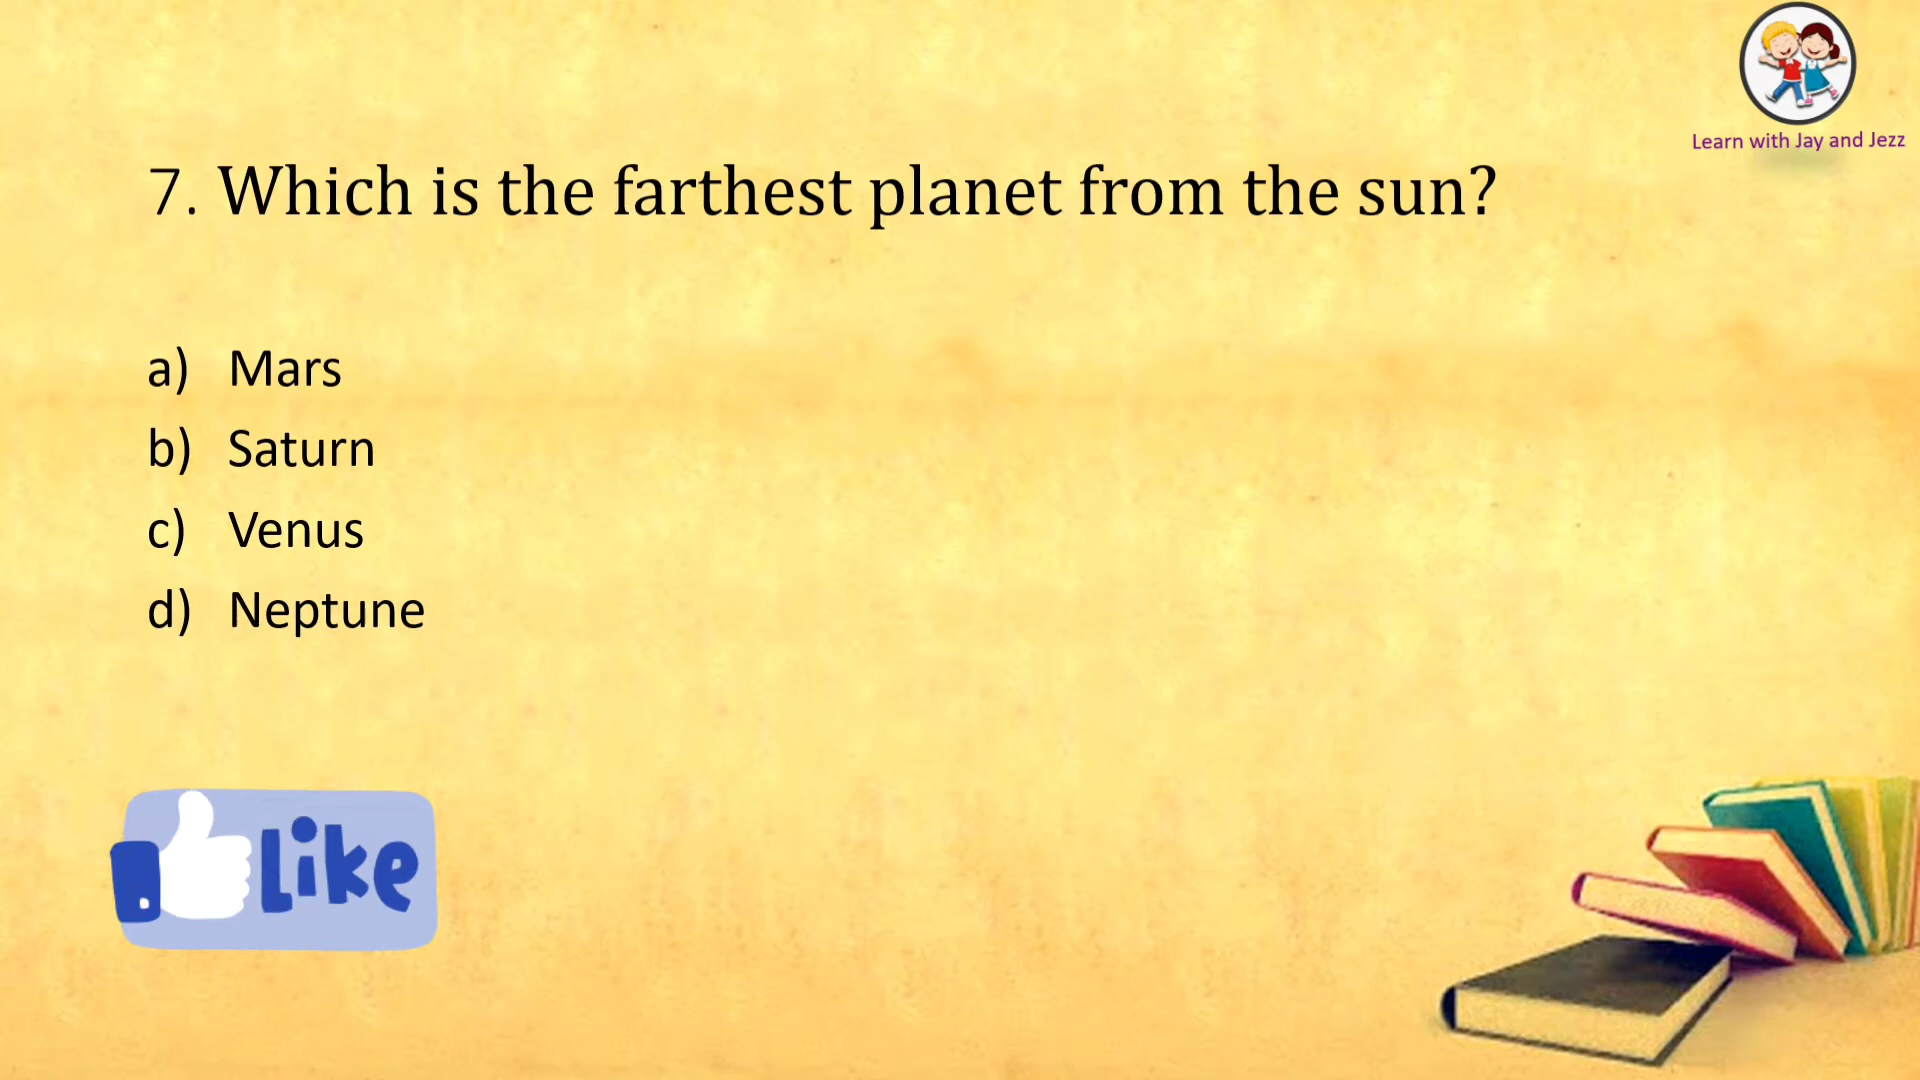 Learn with Jay and Jezz
7. Which is the farthest planet from the sun?
a) Mars
b) Saturn
c) Venus
d) Neptune
Like